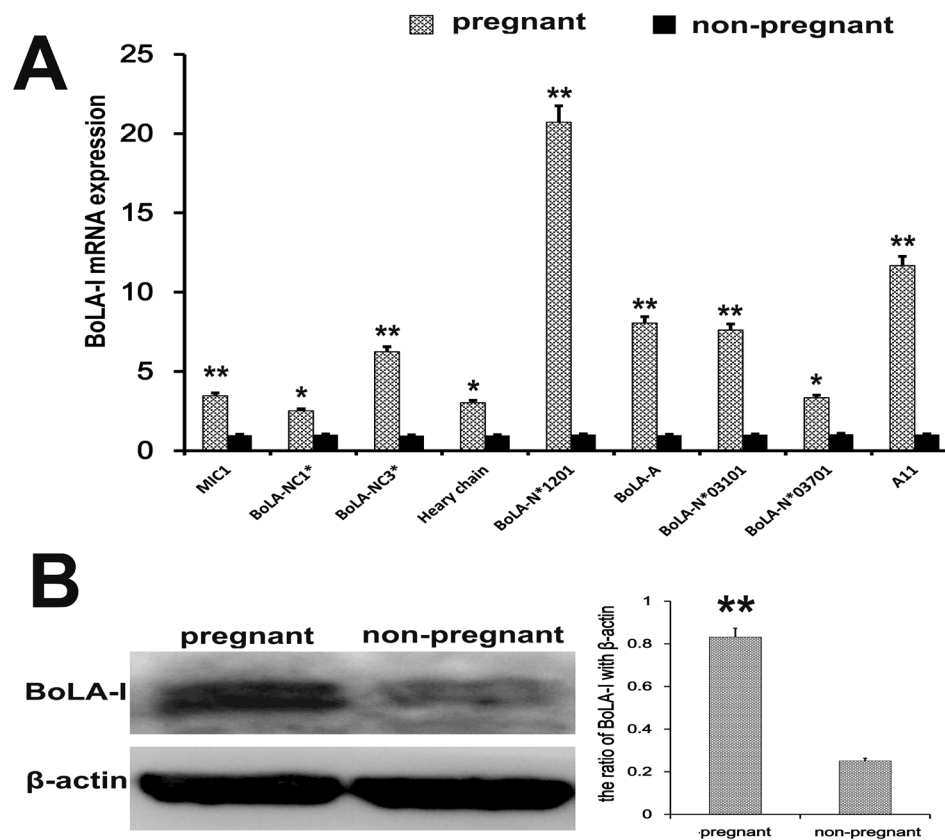 A
pregnant non-pregnant
BoLA-I mRNA expression
25
20
15
10
5
0
** * ** * ** ** ** * **
MIC1 BoLA-NC1* BoLA-NC3* Heary chain BoLA-N*1201 BoLA-A BoLA-N*03101 BoLA-N*03701 A11
B
pregnant non-pregnant
BoLA-I
β-actin
the ratio of BoLA-I with β-actin
1
0.8
0.6
0.4
0.2
0
**
pregnant non-pregnant